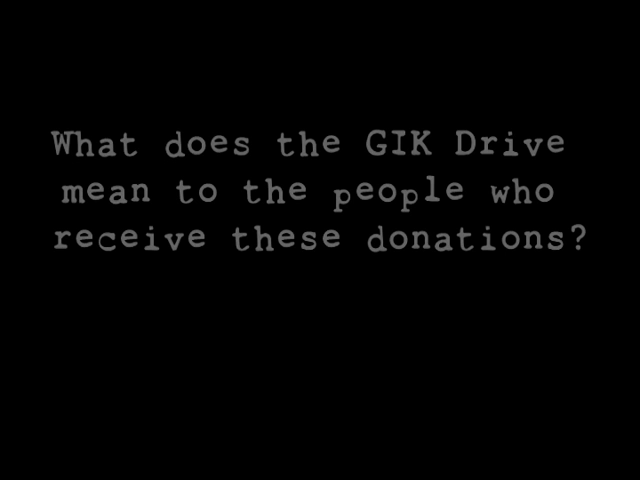 What does the GIK Drive
mean to the people who
receive these donations?